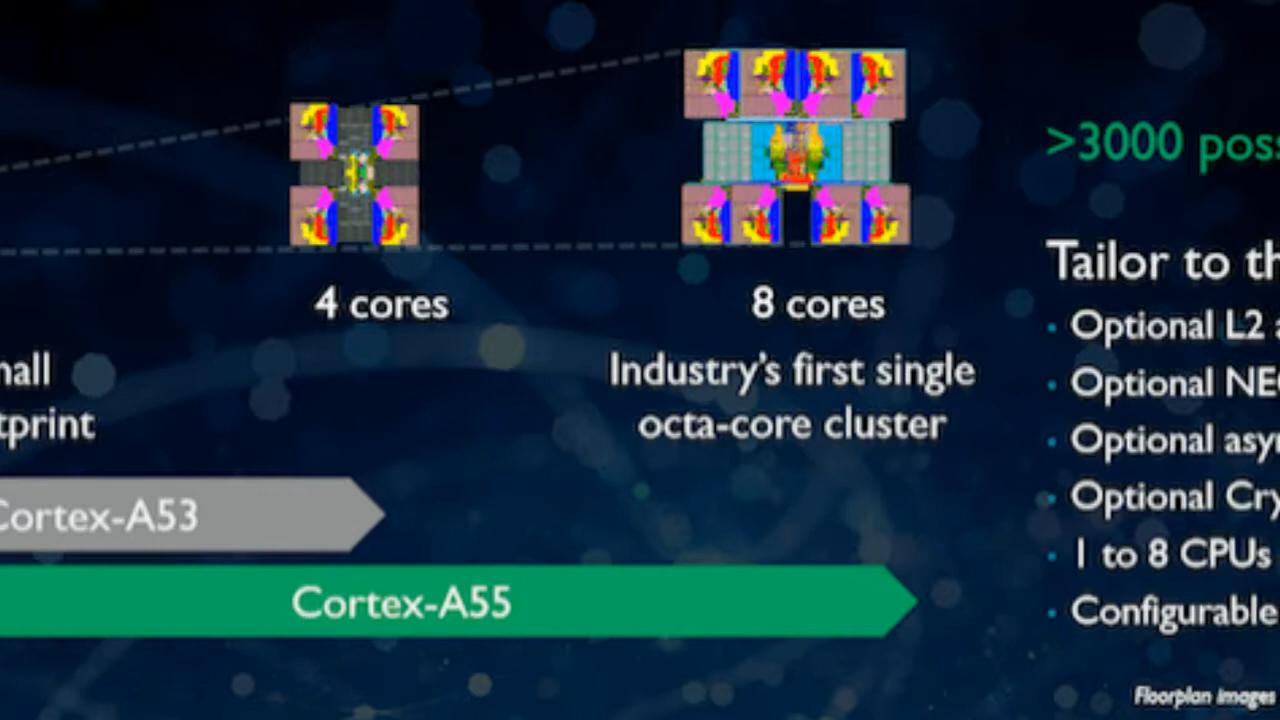 4 cores
8 cores
Industry's first single
octa-core cluster
Cortex-A53
Cortex-A55
>3000
Tailor to
Optional L2
Optional
Optional
Optional
1 to 8 CPUs
Configurable
Floorplan images